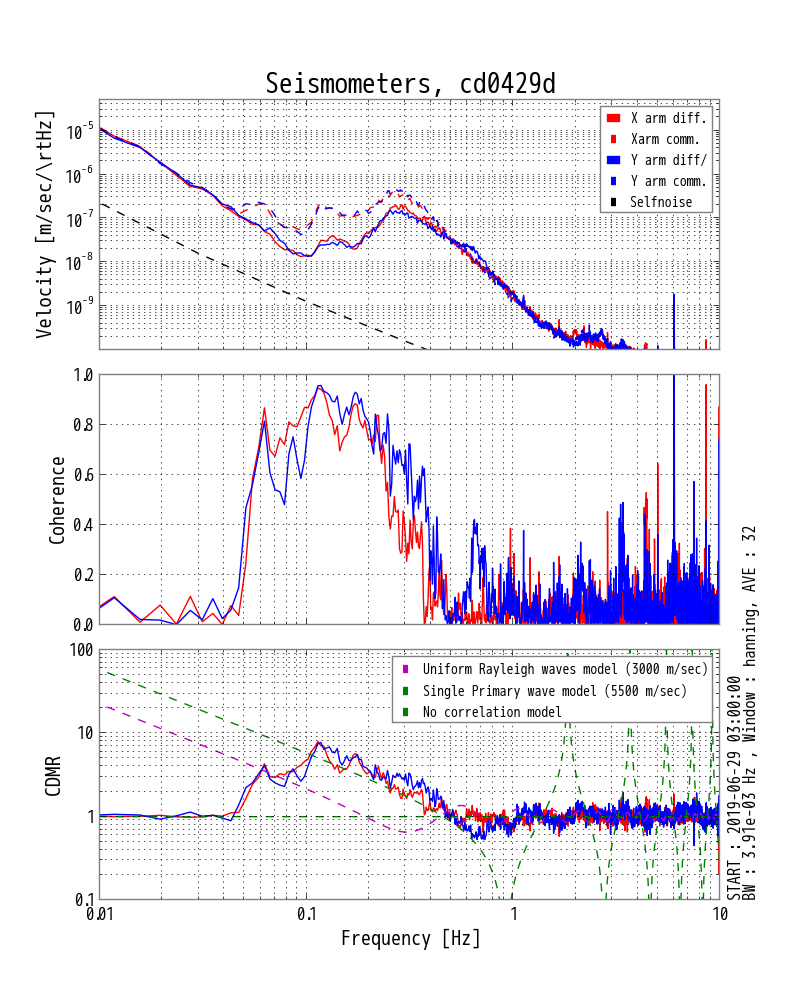 Seismometers, cd0429d
Velocity [m/sec/\rtHz]
10^-5
10^-6
10^-7
10^-8
10^-9
X arm diff.
Xarm comm.
Y arm diff/
Y arm comm.
Selfnoise
Coherence
1.0
0.8
0.6
0.4
0.2
0.0
CDMR
100
10
1
0.1
Uniform Rayleigh waves model (3000 m/sec)
Single Primary wave model (5500 m/sec)
No correlation model
0.01
0.1
1
10
Frequency [Hz]
START : 2019-06-29 03:00:00
BW : 3.91e-03 Hz , Window : hanning, AVE : 32